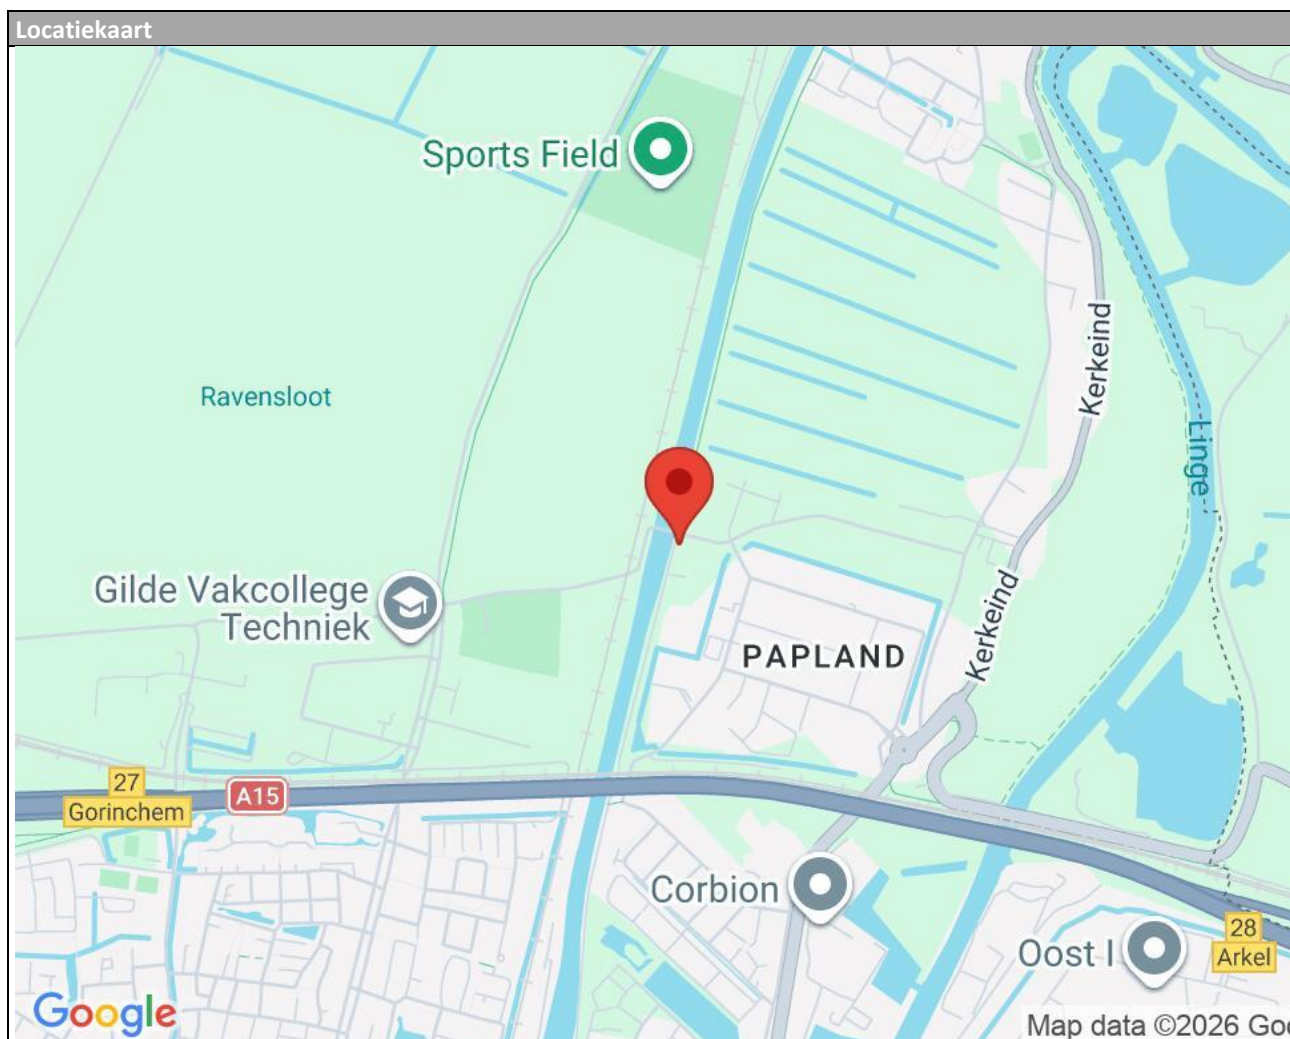 Locatiekaart
Sports Field
Kerkeind
Ravensloot
Linge
Gilde Vakcollege
Techniek
Kerkeind
PAPLAND
27
Gorinchem
A15
Corbion
28
Arkel
Oost I
Google
Map data ©2026 Goo